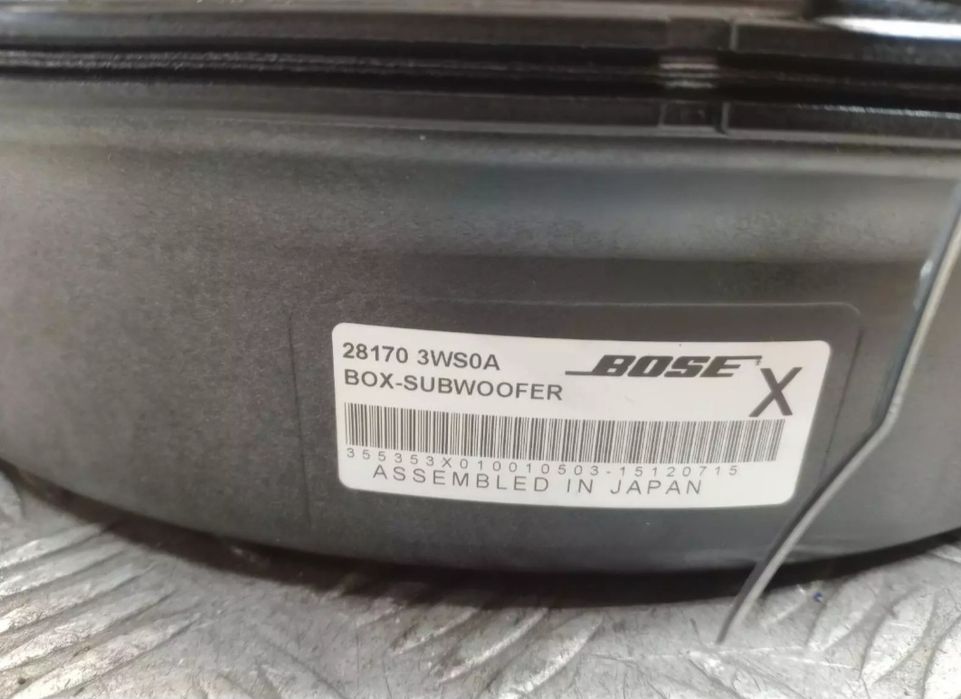 28170 3WS0A
BOX-SUBWOOFER
BOSE
X
355353X010010503-15120715
ASSEMBLED IN JAPAN